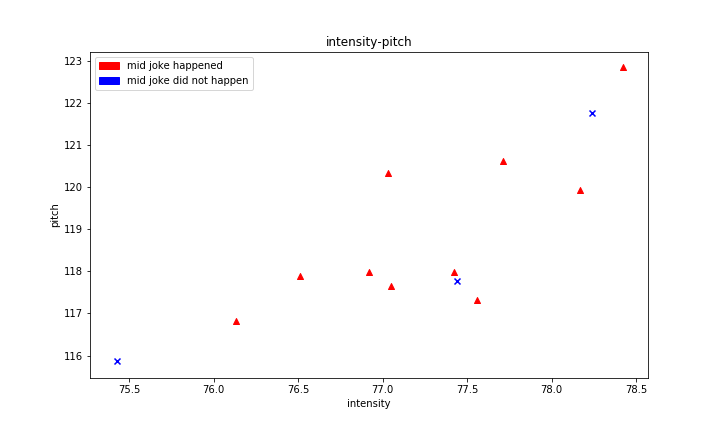 intensity-pitch
mid joke happened
mid joke did not happen
123
122
121
120
119
118
117
116
pitch
75.5 76.0 76.5 77.0 77.5 78.0 78.5
intensity